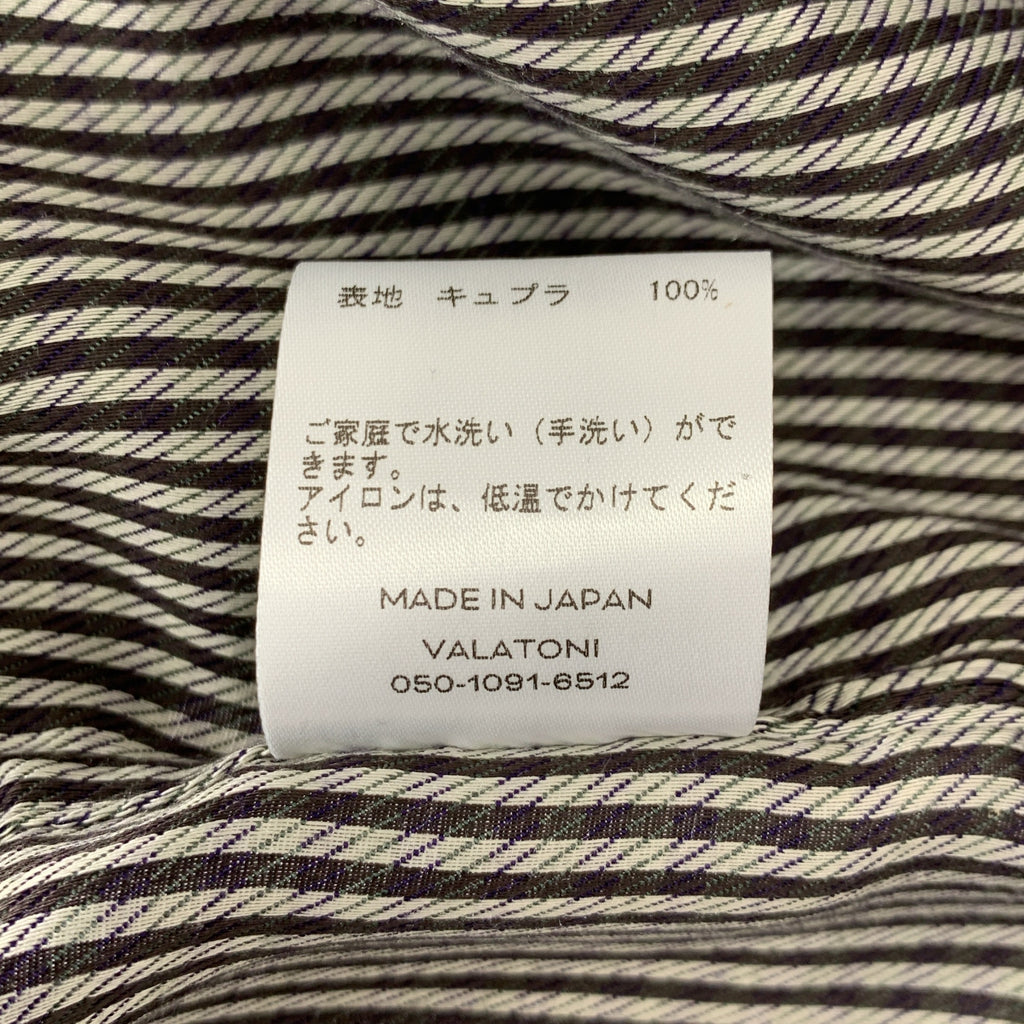 表地 キュプラ 100%
ご家庭で水洗い（手洗い）がで
きます。
アイロンは、低温でかけてくだ
さい。
MADE IN JAPAN
VALATONI
050-1091-6512